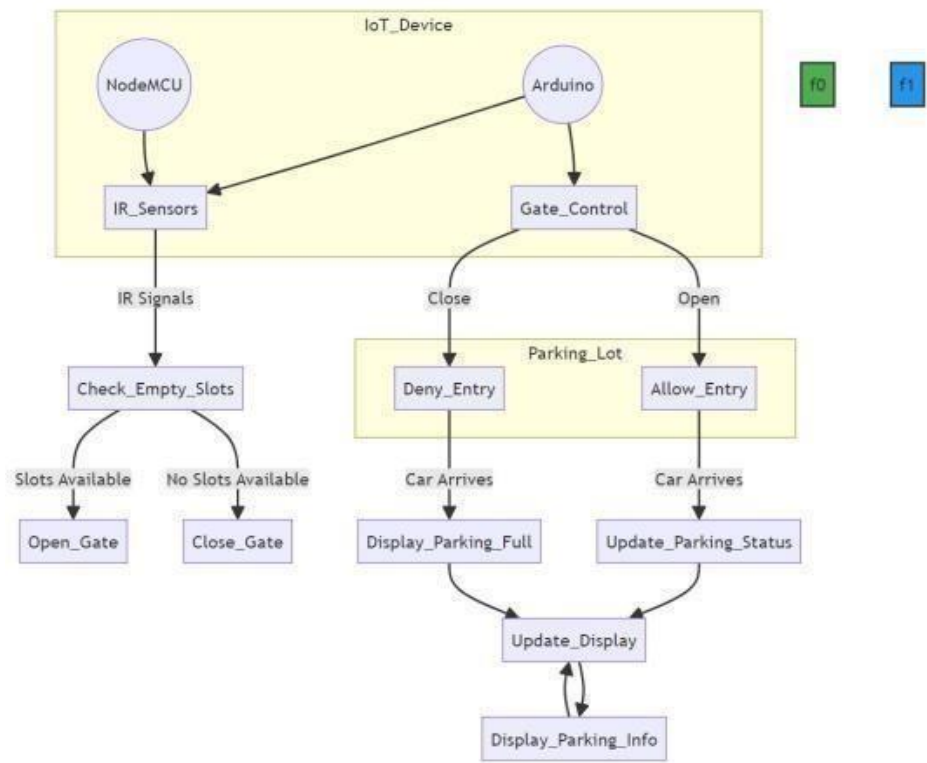 IoT_Device
NodeMCU
Arduino
f0
f1
IR_Sensors
Gate_Control
IR Signals
Close
Open
Parking_Lot
Check_Empty_Slots
Deny_Entry
Allow_Entry
Slots Available
No Slots Available
Car Arrives
Car Arrives
Open_Gate
Close_Gate
Display_Parking_Full
Update_Parking_Status
Update_Display
Display_Parking_Info